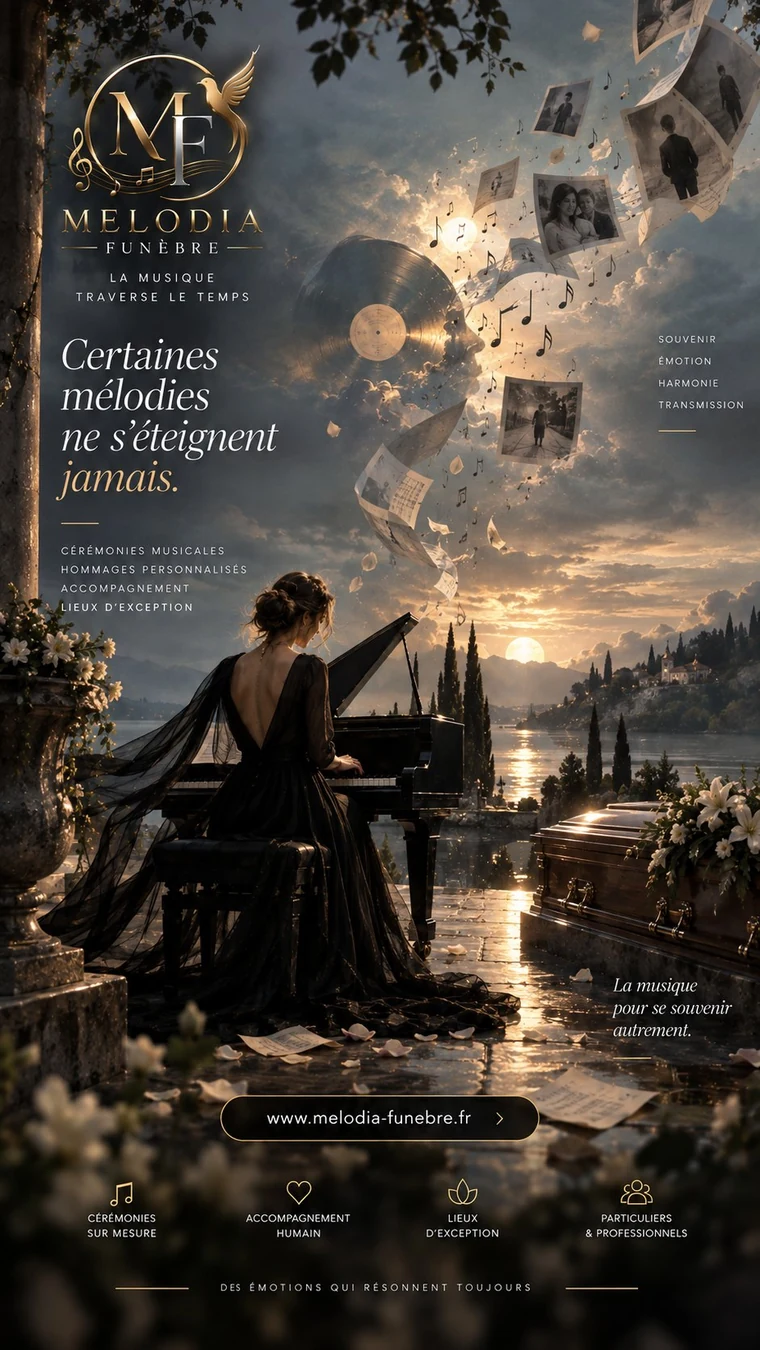 MF
MELODIA
FUNÈBRE
LA MUSIQUE
TRAVERSE LE TEMPS
Certaines
mélodies
ne s'éteignent
jamais.
CÉRÉMONIES MUSICALES
HOMMAGES PERSONNALISÉS
ACCOMPAGNEMENT
LIEUX D'EXCEPTION
SOUVENIR
ÉMOTION
HARMONIE
TRANSMISSION
La musique
pour se souvenir
autrement.
www.melodia-funebre.fr
CÉRÉMONIES
SUR MESURE
ACCOMPAGNEMENT
HUMAIN
LIEUX
D'EXCEPTION
PARTICULIERS
& PROFESSIONNELS
DES ÉMOTIONS QUI RÉSONNENT TOUJOURS